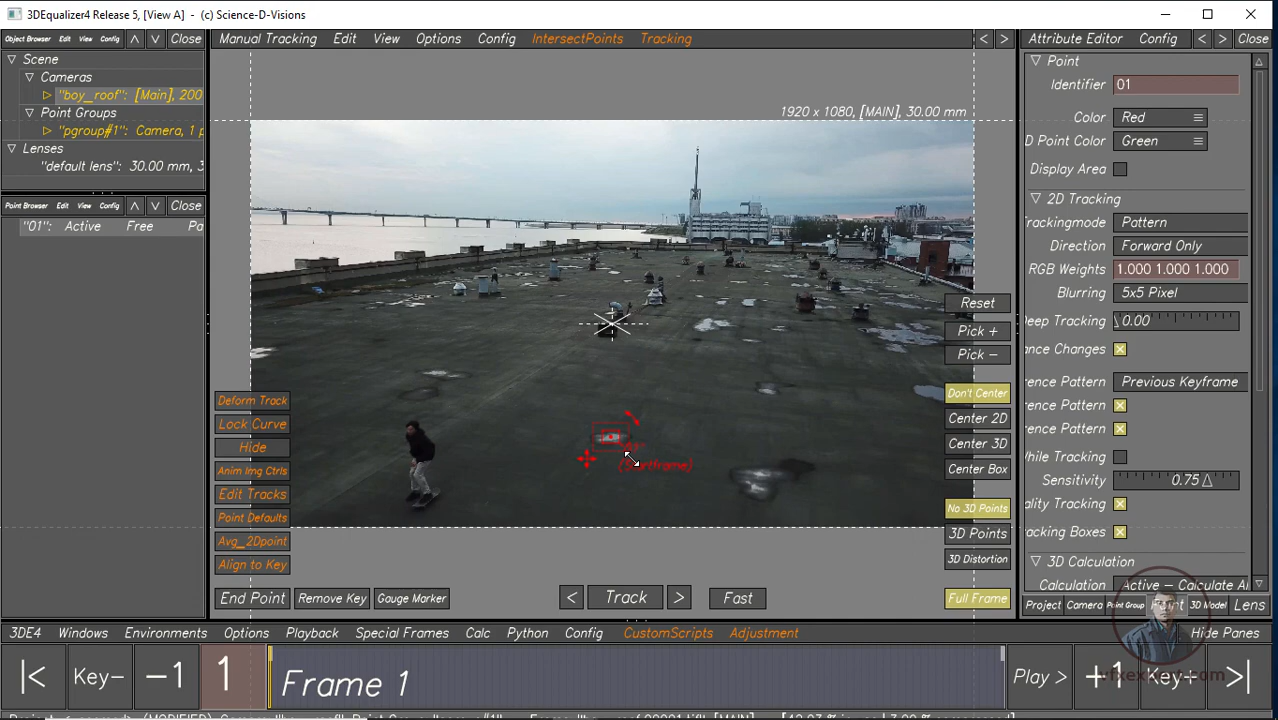 3DEqualizer4 Release 5, [View A] - (c) Science-D-Visions
Object Browser Edit View Config Close
Manual Tracking Edit View Options Config IntersectPoints Tracking < >
Attribute Editor Config < > Close
Scene
Cameras
"boy_roof": [Main], 200
Point Groups
"pgroup#1": Camera, 1 p
Lenses
"default lens": 30.00 mm, 3
Point Browser Edit View Config Close
"01": Active Free Pa
1920 x 1080, [MAIN], 30.00 mm
Reset
Pick +
Pick -
Don't Center
Center 2D
Center 3D
Center Box
No 3D Points
3D Points
3D Distortion
Full Frame
Deform Track
Lock Curve
Hide
Anim Img Ctrls
Edit Tracks
Point Defaults
Avg_2Dpoint
Align to Key
(Startframe)
End Point Remove Key Gauge Marker < Track > Fast
Point
Identifier 01
Color Red
D Point Color Green
Display Area
2D Tracking
Trackingmode Pattern
Direction Forward Only
RGB Weights 1.000 1.000 1.000
Blurring 5x5 Pixel
Deep Tracking 0.00
ance Changes
rence Pattern Previous Keyframe
rence Pattern
rence Pattern
While Tracking
Sensitivity 0.75
ality Tracking
acking Boxes
3D Calculation
Calculation Active - Calculate Al
Project Camera Point Group Point 3D Model Lens
3DE4 Windows Environments Options Playback Special Frames Calc Python Config CustomScripts Adjustment Hide Panes
|< Key- -1 1 Frame 1 Play > +1 Key+ >|